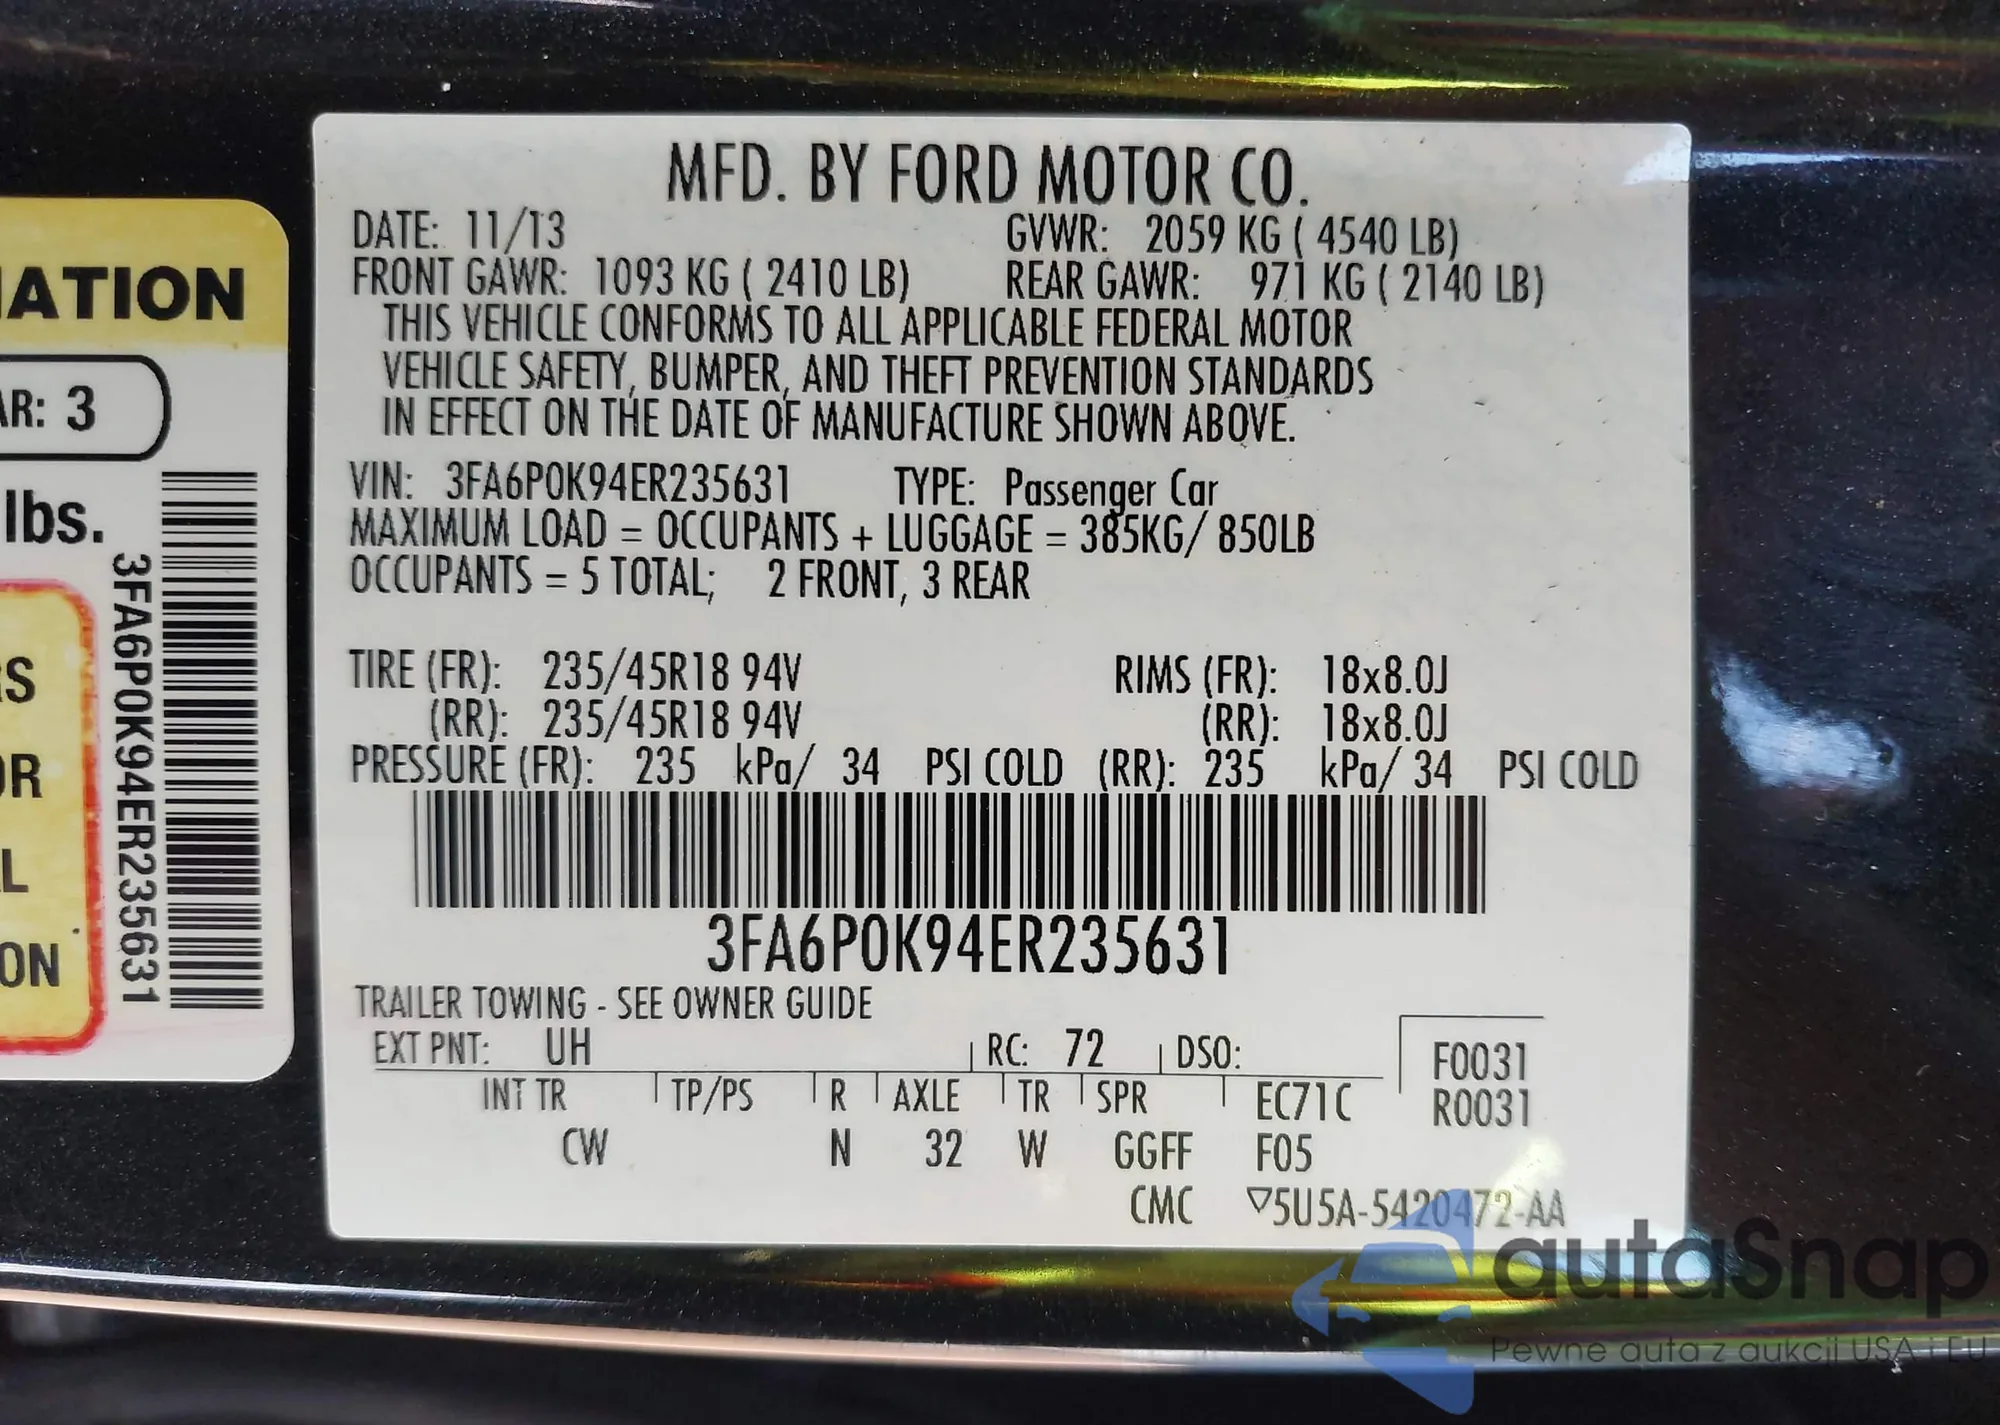 MFD. BY FORD MOTOR CO.
DATE: 11/13 GVWR: 2059 KG ( 4540 LB)
FRONT GAWR: 1093 KG ( 2410 LB) REAR GAWR: 971 KG ( 2140 LB)
THIS VEHICLE CONFORMS TO ALL APPLICABLE FEDERAL MOTOR
VEHICLE SAFETY, BUMPER, AND THEFT PREVENTION STANDARDS
IN EFFECT ON THE DATE OF MANUFACTURE SHOWN ABOVE.
VIN: 3FA6P0K94ER235631 TYPE: Passenger Car
MAXIMUM LOAD = OCCUPANTS + LUGGAGE = 385KG/ 850LB
OCCUPANTS = 5 TOTAL; 2 FRONT, 3 REAR
TIRE (FR): 235/45R18 94V RIMS (FR): 18x8.0J
(RR): 235/45R18 94V (RR): 18x8.0J
PRESSURE (FR): 235 kPa/ 34 PSI COLD (RR): 235 kPa/ 34 PSI COLD
3FA6P0K94ER235631
TRAILER TOWING - SEE OWNER GUIDE
EXT PNT: UH RC: 72 DSO:
F0031
R0031
INT TR TP/PS R AXLE TR SPR EC71C
CW N 32 W GGFF F05
CMC ▽5U5A-5420472-AA
ATION
AR: 3
lbs.
3FA6P0K94ER235631
RS
OR
L
ON
autaSnap
Pewne auta z aukcji USA i EU